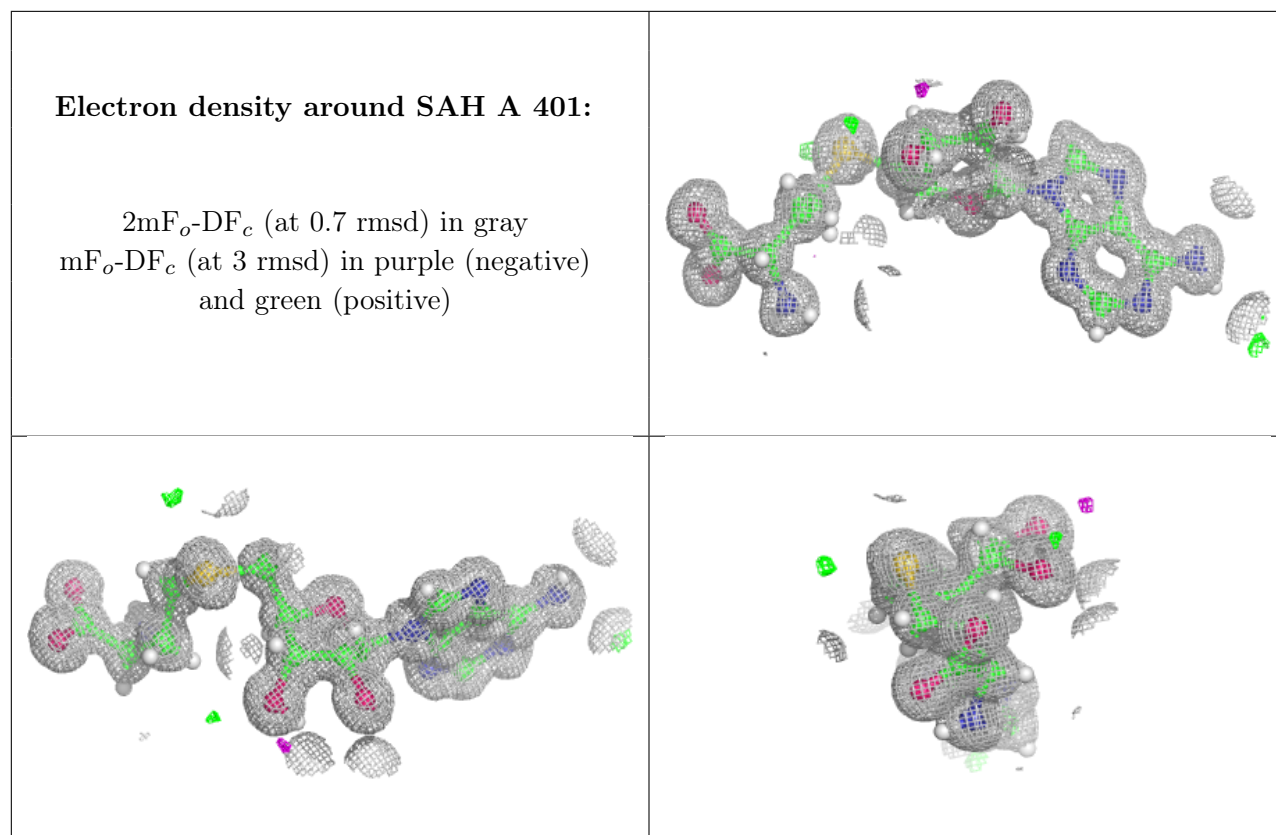 Electron density around SAH A 401:
2mFo-DFc (at 0.7 rmsd) in gray
mFo-DFc (at 3 rmsd) in purple (negative)
and green (positive)